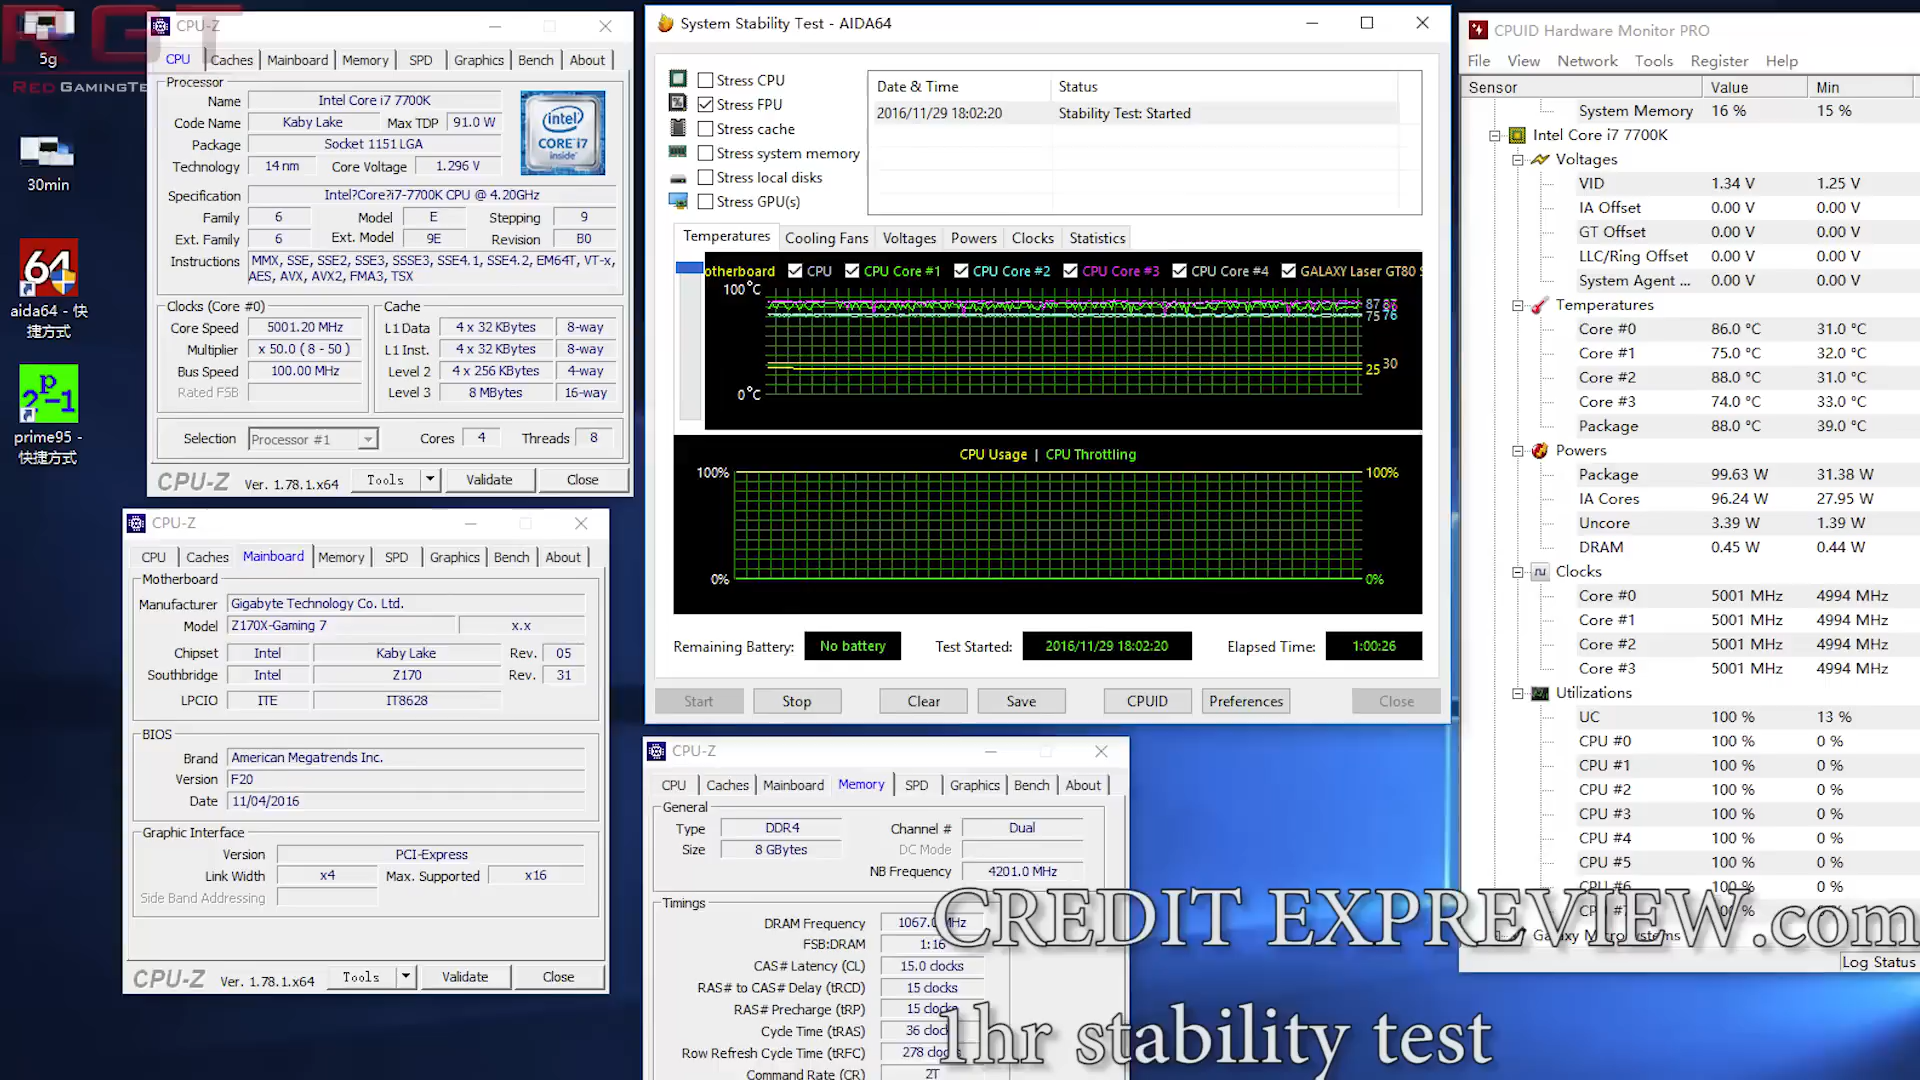 RGT
RED GAMINGTE
5g
30min
aida64 - 快
捷方式
prime95 -
快捷方式
CPU-Z
CPU Caches Mainboard Memory SPD Graphics Bench About
Processor
Name Intel Core i7 7700K
Code Name Kaby Lake Max TDP 91.0 W
Package Socket 1151 LGA
Technology 14 nm Core Voltage 1.296 V
intel CORE i7 inside
Specification Intel?Core?i7-7700K CPU @ 4.20GHz
Family 6 Model E Stepping 9
Ext. Family 6 Ext. Model 9E Revision B0
Instructions MMX, SSE, SSE2, SSE3, SSSE3, SSE4.1, SSE4.2, EM64T, VT-x,
AES, AVX, AVX2, FMA3, TSX
Clocks (Core #0)
Core Speed 5001.20 MHz
Multiplier x 50.0 ( 8 - 50 )
Bus Speed 100.00 MHz
Rated FSB
Cache
L1 Data 4 x 32 KBytes 8-way
L1 Inst. 4 x 32 KBytes 8-way
Level 2 4 x 256 KBytes 4-way
Level 3 8 MBytes 16-way
Selection Processor #1 Cores 4 Threads 8
CPU-Z Ver. 1.78.1.x64 Tools Validate Close
CPU-Z
CPU Caches Mainboard Memory SPD Graphics Bench About
Motherboard
Manufacturer Gigabyte Technology Co. Ltd.
Model Z170X-Gaming 7 x.x
Chipset Intel Kaby Lake Rev. 05
Southbridge Intel Z170 Rev. 31
LPCIO ITE IT8628
BIOS
Brand American Megatrends Inc.
Version F20
Date 11/04/2016
Graphic Interface
Version PCI-Express
Link Width x4 Max. Supported x16
Side Band Addressing
CPU-Z Ver. 1.78.1.x64 Tools Validate Close
System Stability Test - AIDA64
Stress CPU
Stress FPU
Stress cache
Stress system memory
Stress local disks
Stress GPU(s)
Date & Time Status
2016/11/29 18:02:20 Stability Test: Started
Temperatures Cooling Fans Voltages Powers Clocks Statistics
otherboard CPU CPU Core #1 CPU Core #2 CPU Core #3 CPU Core #4 GALAXY Laser GT80 S
100°C
75 76
25 30
0°C
CPU Usage | CPU Throttling
100% 100%
0% 0%
Remaining Battery: No battery Test Started: 2016/11/29 18:02:20 Elapsed Time: 1:00:26
Start Stop Clear Save CPUID Preferences Close
CPU-Z
CPU Caches Mainboard Memory SPD Graphics Bench About
General
Type DDR4 Channel # Dual
Size 8 GBytes DC Mode
NB Frequency 4201.0 MHz
Timings
DRAM Frequency 1067.0 MHz
FSB:DRAM 1:16
CAS# Latency (CL) 15.0 clocks
RAS# to CAS# Delay (tRCD) 15 clocks
RAS# Precharge (tRP) 15 clocks
Cycle Time (tRAS) 36 clocks
Row Refresh Cycle Time (tRFC) 278 clocks
Command Rate (CR) 2T
CPUID Hardware Monitor PRO
File View Network Tools Register Help
Sensor Value Min
System Memory 16 % 15 %
Intel Core i7 7700K
Voltages
VID 1.34 V 1.25 V
IA Offset 0.00 V 0.00 V
GT Offset 0.00 V 0.00 V
LLC/Ring Offset 0.00 V 0.00 V
System Agent ... 0.00 V 0.00 V
Temperatures
Core #0 86.0 °C 31.0 °C
Core #1 75.0 °C 32.0 °C
Core #2 88.0 °C 31.0 °C
Core #3 74.0 °C 33.0 °C
Package 88.0 °C 39.0 °C
Powers
Package 99.63 W 31.38 W
IA Cores 96.24 W 27.95 W
Uncore 3.39 W 1.39 W
DRAM 0.45 W 0.44 W
Clocks
Core #0 5001 MHz 4994 MHz
Core #1 5001 MHz 4994 MHz
Core #2 5001 MHz 4994 MHz
Core #3 5001 MHz 4994 MHz
Utilizations
UC 100 % 13 %
CPU #0 100 % 0 %
CPU #1 100 % 0 %
CPU #2 100 % 0 %
CPU #3 100 % 0 %
CPU #4 100 % 0 %
CPU #5 100 % 0 %
CPU #6 100 % 0 %
Galaxy Microsystems
Log Status
CREDIT EXPREVIEW.com
1hr stability test